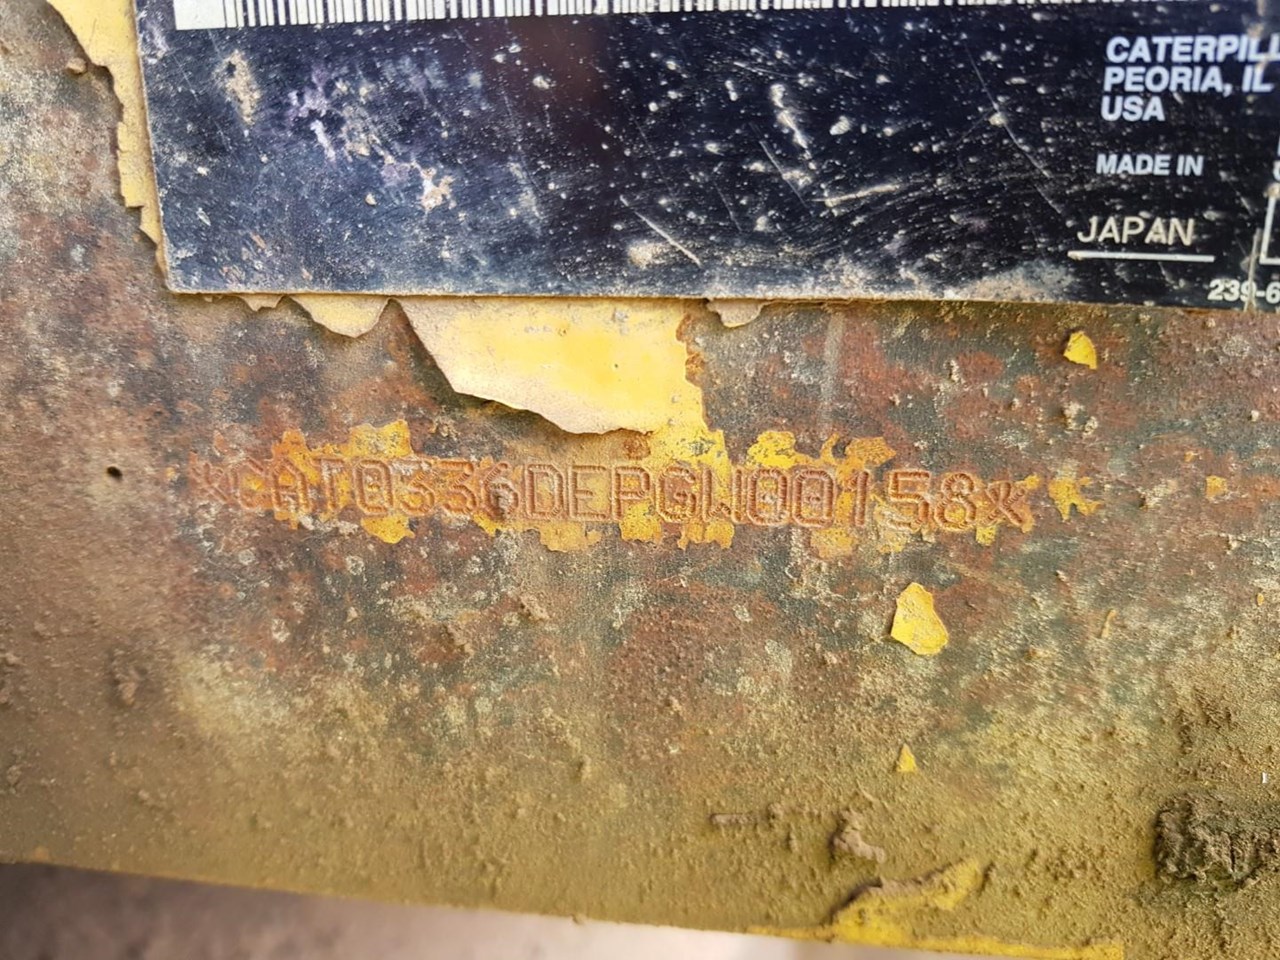 CATERPILL
PEORIA, IL
USA
MADE IN
JAPAN
239-6
*CAT0336DEPGW00158*